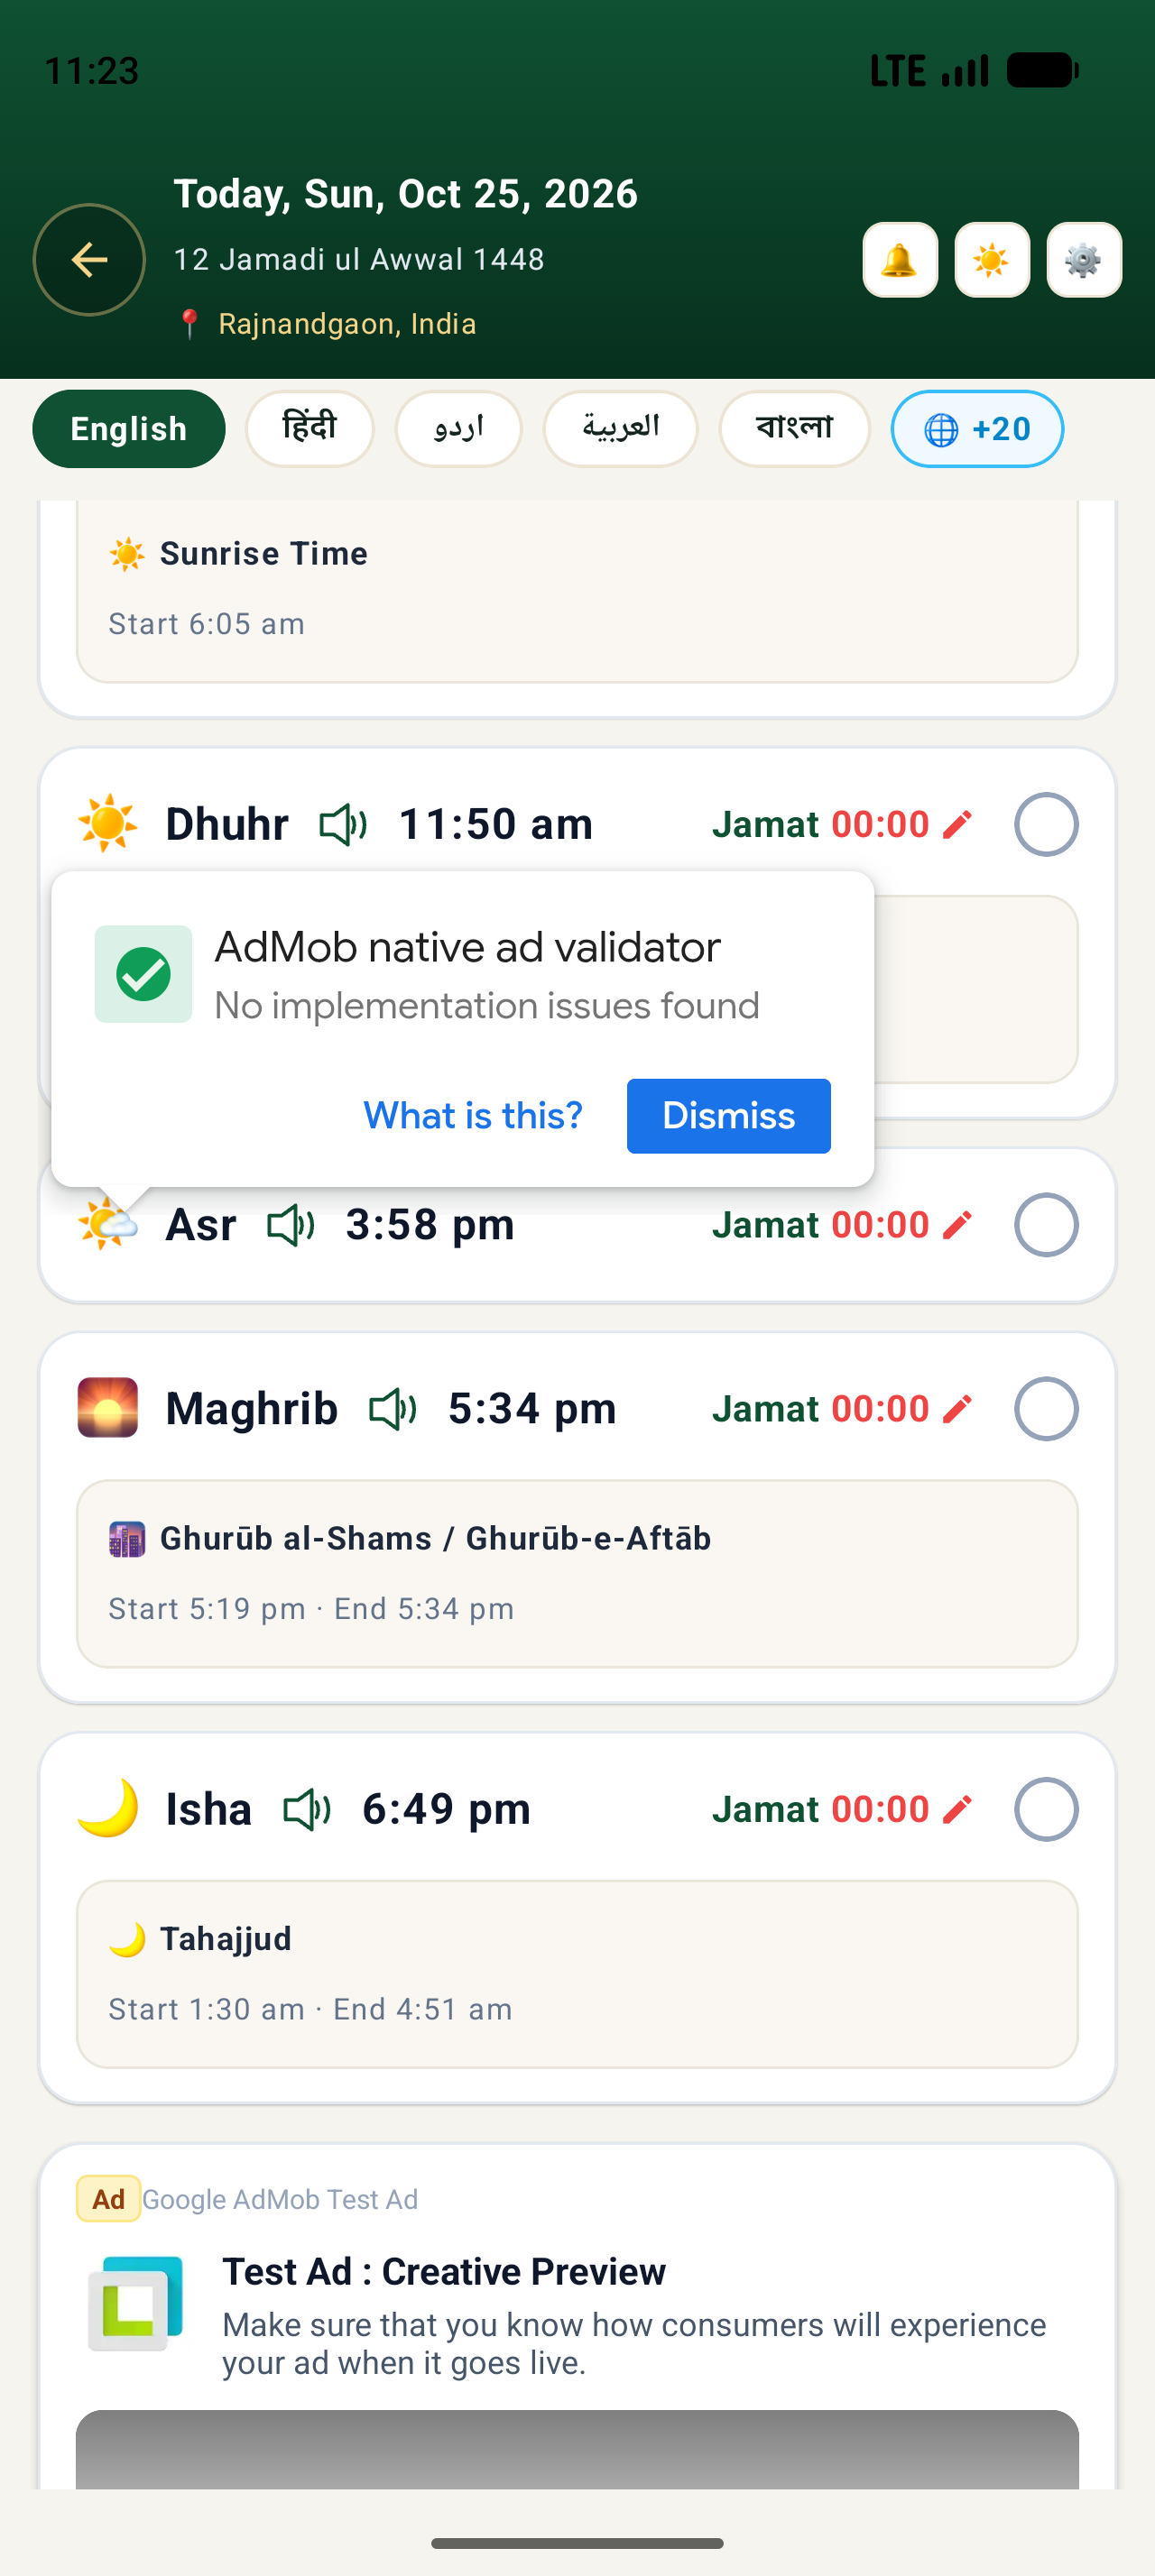 11:23
LTE
Today, Sun, Oct 25, 2026
12 Jamadi ul Awwal 1448
Rajnandgaon, India
English
हिंदी
اردو
العربية
বাংলা
+20
Sunrise Time
Start 6:05 am
Dhuhr 11:50 am Jamat 00:00
AdMob native ad validator
No implementation issues found
What is this? Dismiss
Asr 3:58 pm Jamat 00:00
Maghrib 5:34 pm Jamat 00:00
Ghurūb al-Shams / Ghurūb-e-Aftāb
Start 5:19 pm · End 5:34 pm
Isha 6:49 pm Jamat 00:00
Tahajjud
Start 1:30 am · End 4:51 am
Ad Google AdMob Test Ad
Test Ad : Creative Preview
Make sure that you know how consumers will experience
your ad when it goes live.